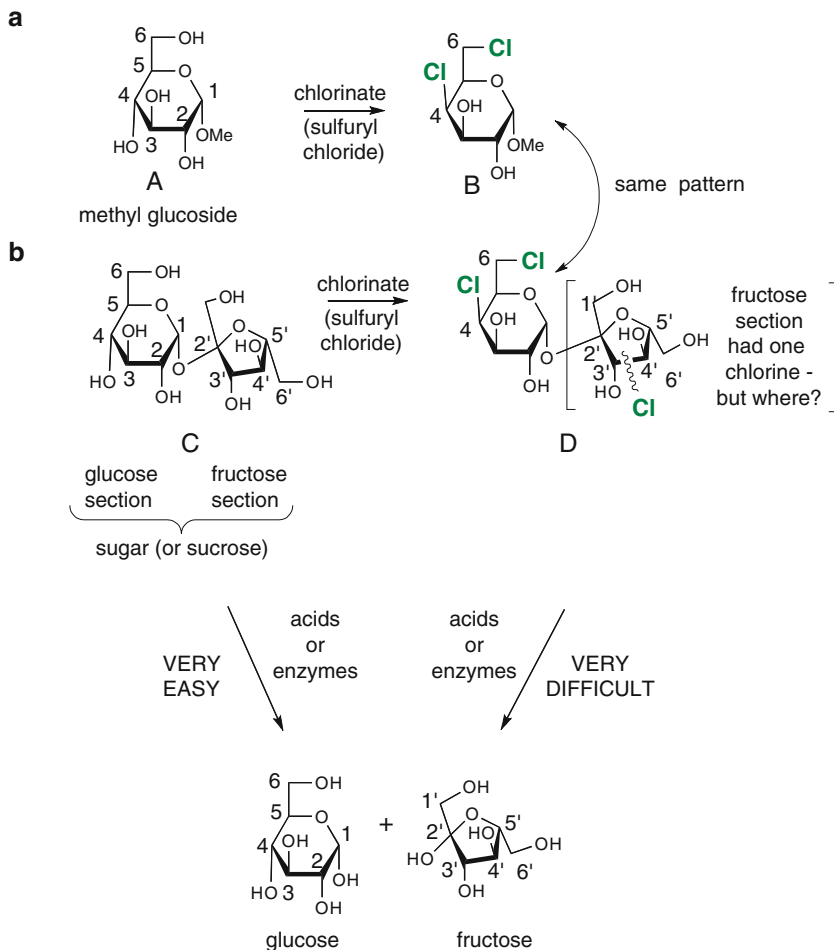 a
6
OH
5
O
1
4
OH
2
HO
3
OMe
OH
A
methyl glucoside
chlorinate
(sulfuryl
chloride)
6
Cl
Cl
O
OH
4
OMe
OH
B
same pattern
b
6
OH
5
O
1
4
OH
2
HO
3
OH
O
OH
O
2'
5'
OH
3'
4'
OH
OH
6'
C
glucose
section
fructose
section
sugar (or sucrose)
chlorinate
(sulfuryl
chloride)
6
Cl
Cl
O
4
OH
OH
O
OH
1'
O
2'
5'
HO
3'
4'
OH
HO
6'
Cl
D
fructose
section
had one
chlorine -
but where?
VERY
EASY
acids
or
enzymes
acids
or
enzymes
VERY
DIFFICULT
6
OH
5
O
1
4
OH
2
HO
3
OH
OH
glucose
+
OH
1'
O
2'
5'
HO
HO
OH
3'
4'
6'
OH
fructose